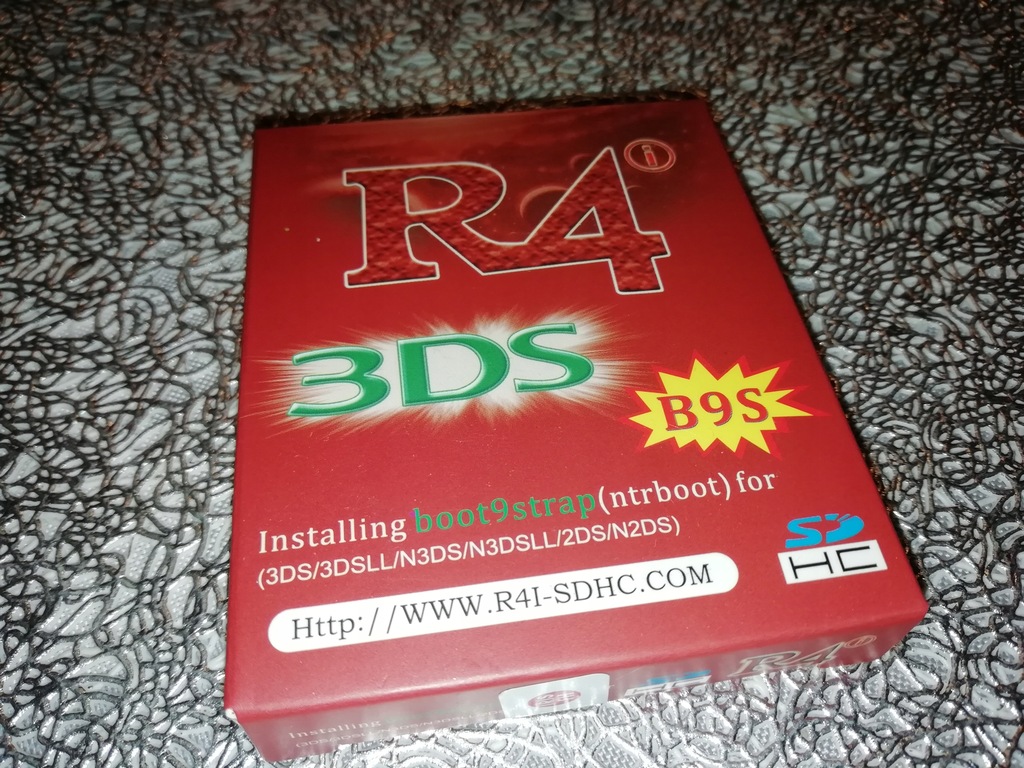 R4 i
3DS
B9S
Installing boot9strap(ntrboot) for
(3DS/3DSLL/N3DS/N3DSLL/2DS/N2DS)
Http://WWW.R4I-SDHC.COM
SD
HC
Installing
R4